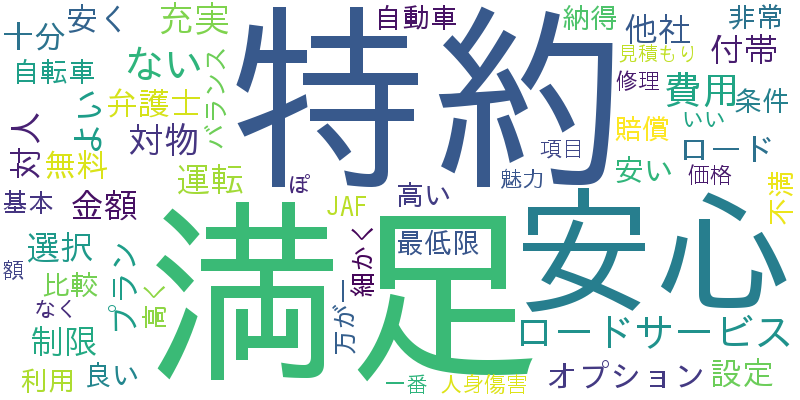 特約
満足
安心
十分
安く
充実
自動車
納得
非常
他社
見積もり
付帯
自転車
ない
バランス
修理
費用
条件
弁護士
よい
対人
対物
無料
運転
賠償
いい
ロード
項目
安い
価格
魅力
不満
基本
金額
ぽ
JAF
高い
最低限
細かく
選択
プラン
額
比較
高く
なく
万が一
制限
ロードサービス
利用
良い
一番
人身傷害
オプション
設定